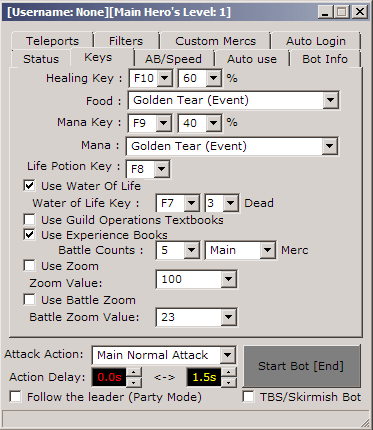 [Username: None][Main Hero's Level: 1]
Teleports Filters Custom Mercs Auto Login
Status Keys AB/Speed Auto use Bot Info
Healing Key : F10 60 %
Food : Golden Tear (Event)
Mana Key : F9 40 %
Mana : Golden Tear (Event)
Life Potion Key : F8
Use Water Of Life
Water of Life Key : F7 3 Dead
Use Guild Operations Textbooks
Use Experience Books
Battle Counts : 5 Main Merc
Use Zoom
Zoom Value: 100
Use Battle Zoom
Battle Zoom Value: 23
Attack Action: Main Normal Attack
Start Bot [End]
Action Delay: 0.0s <-> 1.5s
Follow the leader (Party Mode) TBS/Skirmish Bot